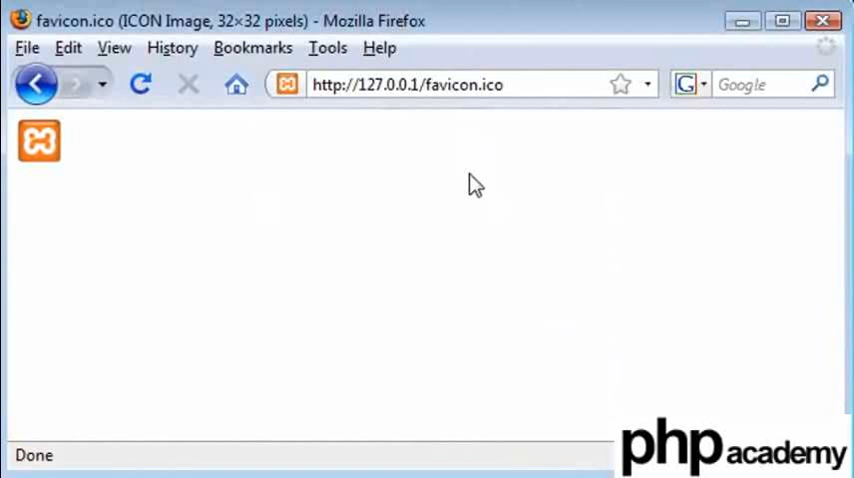 favicon.ico (ICON Image, 32×32 pixels) - Mozilla Firefox
File Edit View History Bookmarks Tools Help
http://127.0.0.1/favicon.ico G Google
Done
php academy